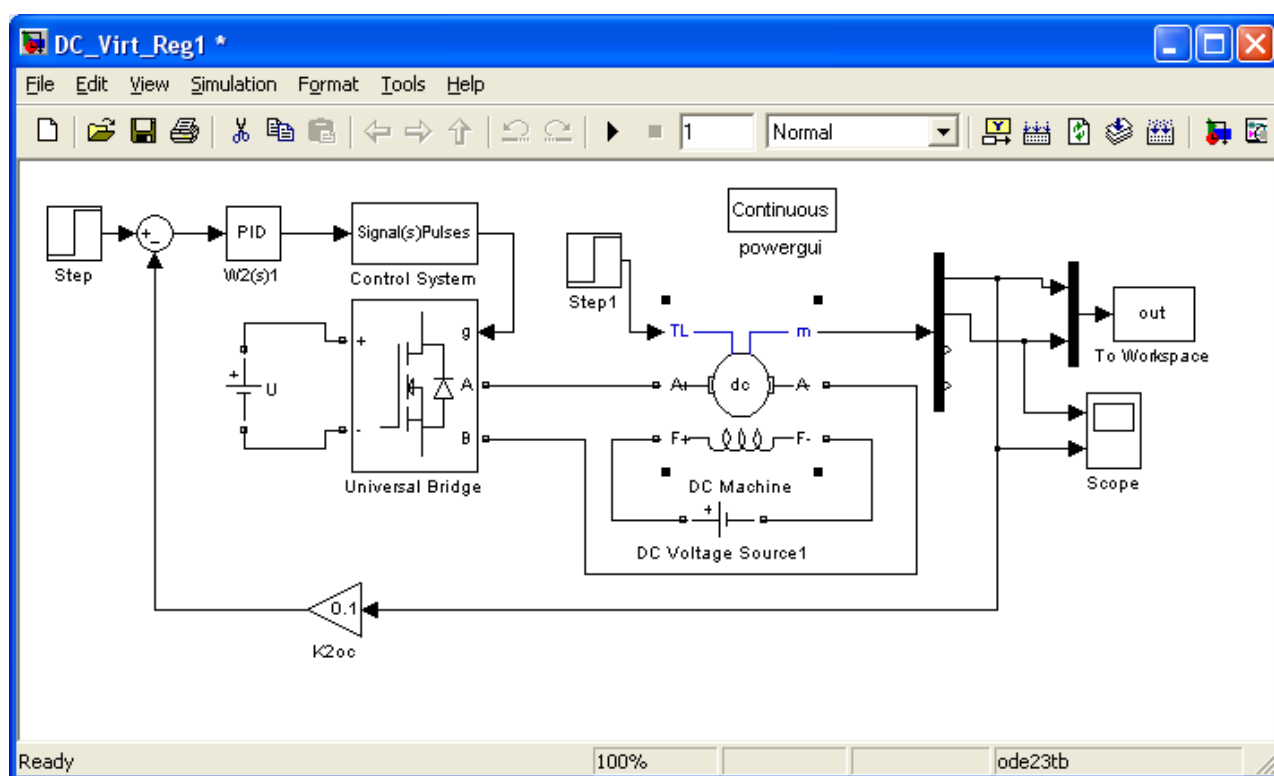 DC_Virt_Reg1 *
File Edit View Simulation Format Tools Help
1 Normal
Continuous
powergui
Step
+
-
PID
W2(s)1
Signal(s)Pulses
Control System
Step1
TL m
out
To Workspace
+ U
+ g
A
- B
Universal Bridge
A+ dc A-
F+ F-
DC Machine
+
DC Voltage Source1
Scope
0.1
K2oc
Ready 100% ode23tb